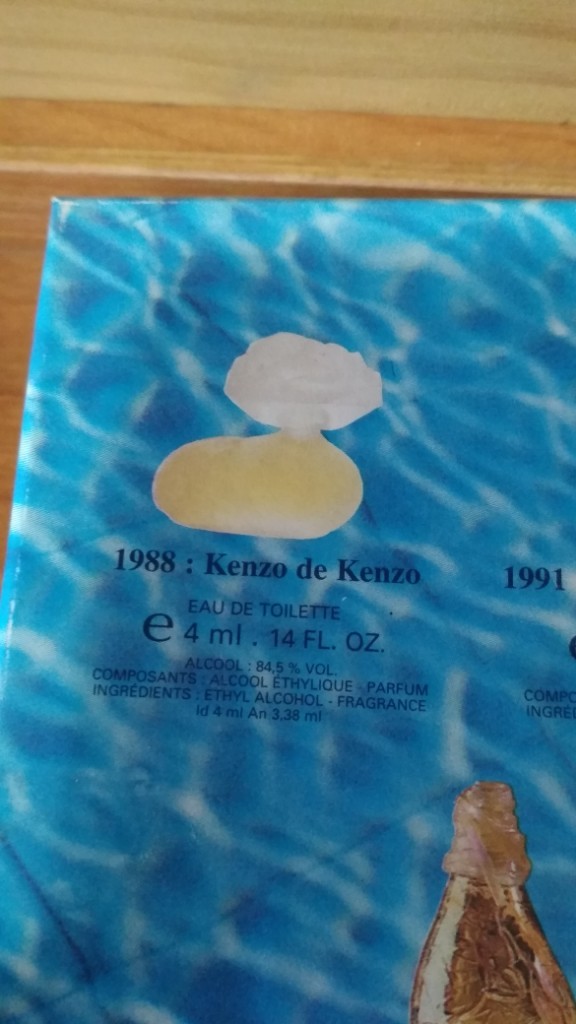 1988 : Kenzo de Kenzo
EAU DE TOILETTE
e 4 ml . 14 FL. OZ.
ALCOOL : 84,5 % VOL.
COMPOSANTS : ALCOOL ÉTHYLIQUE - PARFUM
INGRÉDIENTS : ETHYL ALCOHOL - FRAGRANCE
Id 4 ml An 3,38 ml
1991